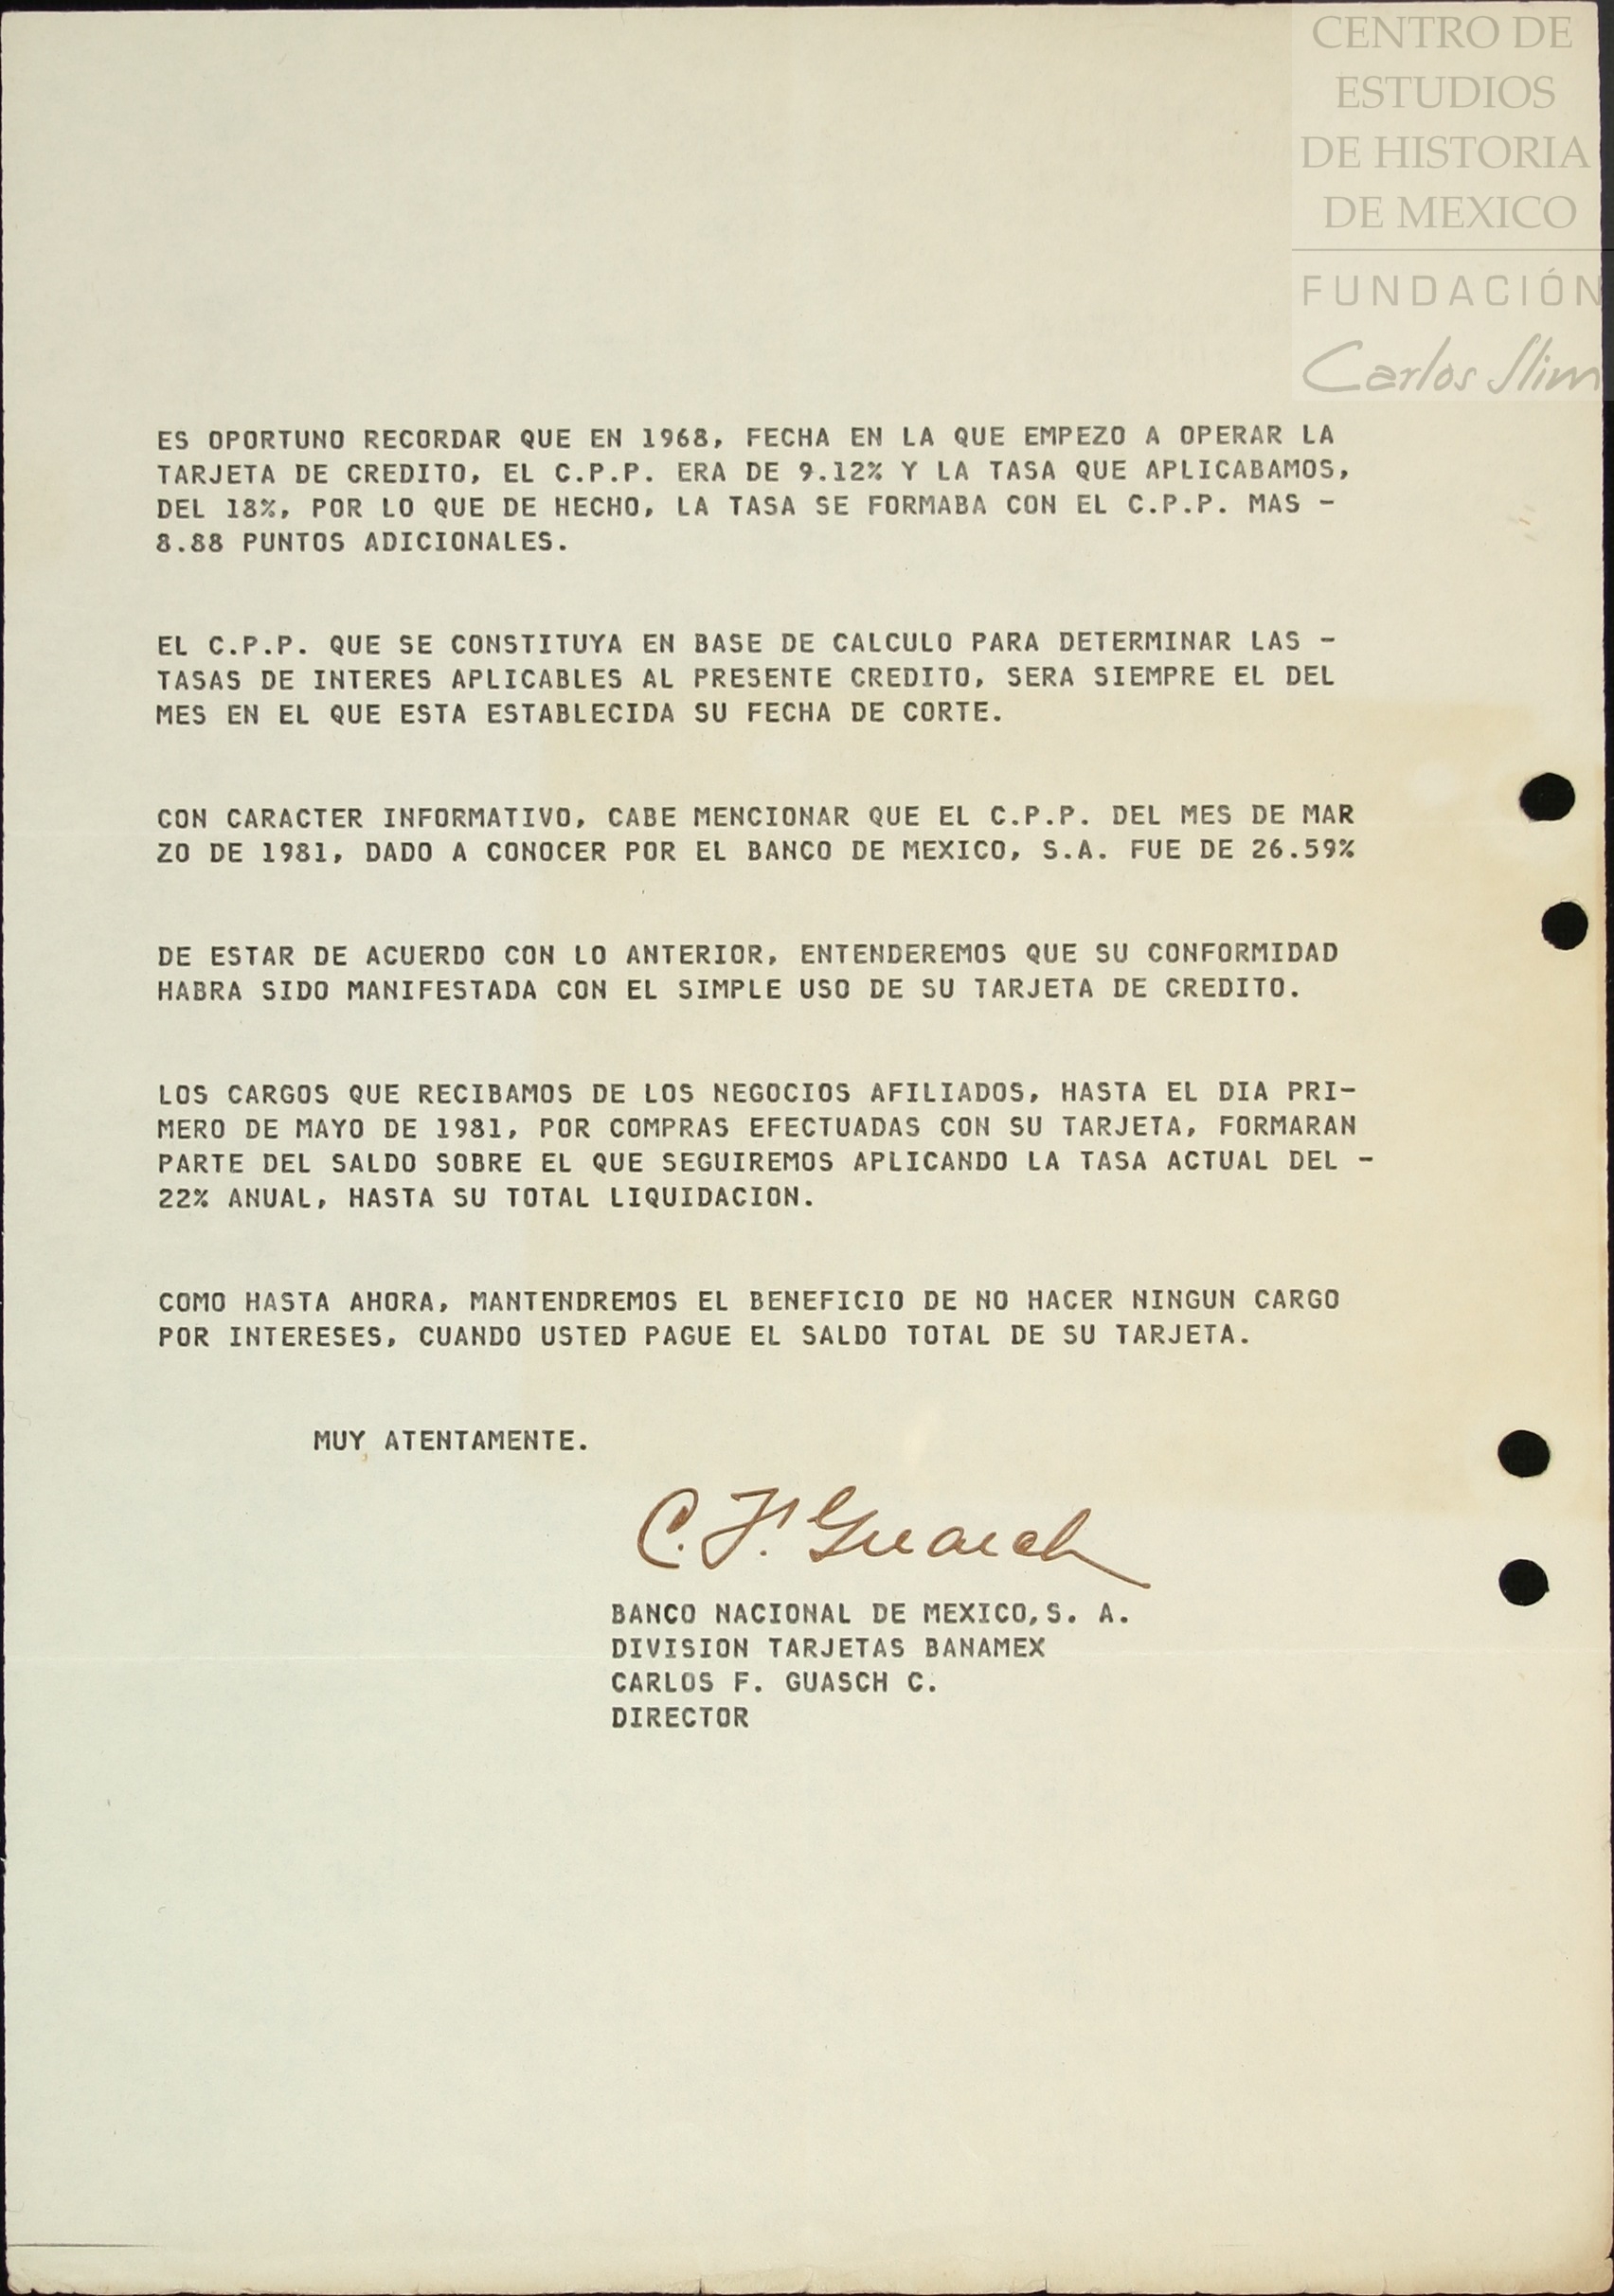 CENTRO DE
ESTUDIOS
DE HISTORIA
DE MEXICO
FUNDACIÓN
Carlos Slim
ES OPORTUNO RECORDAR QUE EN 1968, FECHA EN LA QUE EMPEZO A OPERAR LA
TARJETA DE CREDITO, EL C.P.P. ERA DE 9.12% Y LA TASA QUE APLICABAMOS,
DEL 18%, POR LO QUE DE HECHO, LA TASA SE FORMABA CON EL C.P.P. MAS -
8.88 PUNTOS ADICIONALES.
EL C.P.P. QUE SE CONSTITUYA EN BASE DE CALCULO PARA DETERMINAR LAS -
TASAS DE INTERES APLICABLES AL PRESENTE CREDITO, SERA SIEMPRE EL DEL
MES EN EL QUE ESTA ESTABLECIDA SU FECHA DE CORTE.
CON CARACTER INFORMATIVO, CABE MENCIONAR QUE EL C.P.P. DEL MES DE MAR
ZO DE 1981, DADO A CONOCER POR EL BANCO DE MEXICO, S.A. FUE DE 26.59%
DE ESTAR DE ACUERDO CON LO ANTERIOR, ENTENDEREMOS QUE SU CONFORMIDAD
HABRA SIDO MANIFESTADA CON EL SIMPLE USO DE SU TARJETA DE CREDITO.
LOS CARGOS QUE RECIBAMOS DE LOS NEGOCIOS AFILIADOS, HASTA EL DIA PRI-
MERO DE MAYO DE 1981, POR COMPRAS EFECTUADAS CON SU TARJETA, FORMARAN
PARTE DEL SALDO SOBRE EL QUE SEGUIREMOS APLICANDO LA TASA ACTUAL DEL -
22% ANUAL, HASTA SU TOTAL LIQUIDACION.
COMO HASTA AHORA, MANTENDREMOS EL BENEFICIO DE NO HACER NINGUN CARGO
POR INTERESES, CUANDO USTED PAGUE EL SALDO TOTAL DE SU TARJETA.
MUY ATENTAMENTE.
C. F. Guasch
BANCO NACIONAL DE MEXICO,S. A.
DIVISION TARJETAS BANAMEX
CARLOS F. GUASCH C.
DIRECTOR